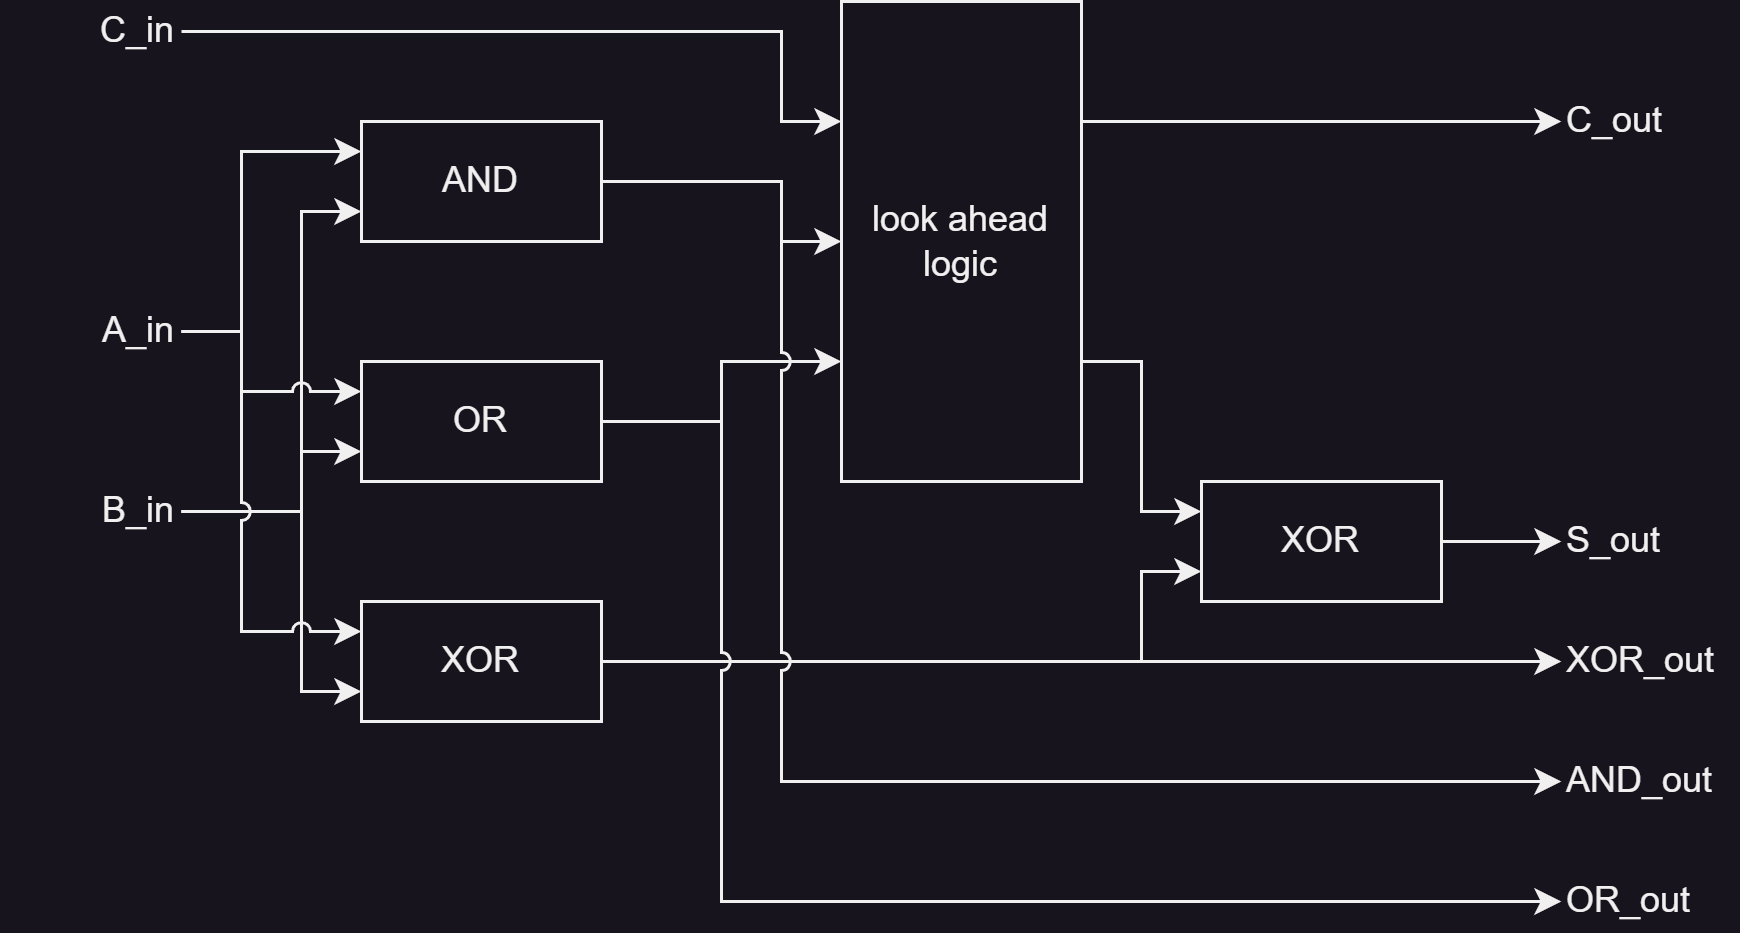 C_in
AND
look ahead
logic
C_out
A_in
OR
B_in
XOR
S_out
XOR
XOR_out
AND_out
OR_out